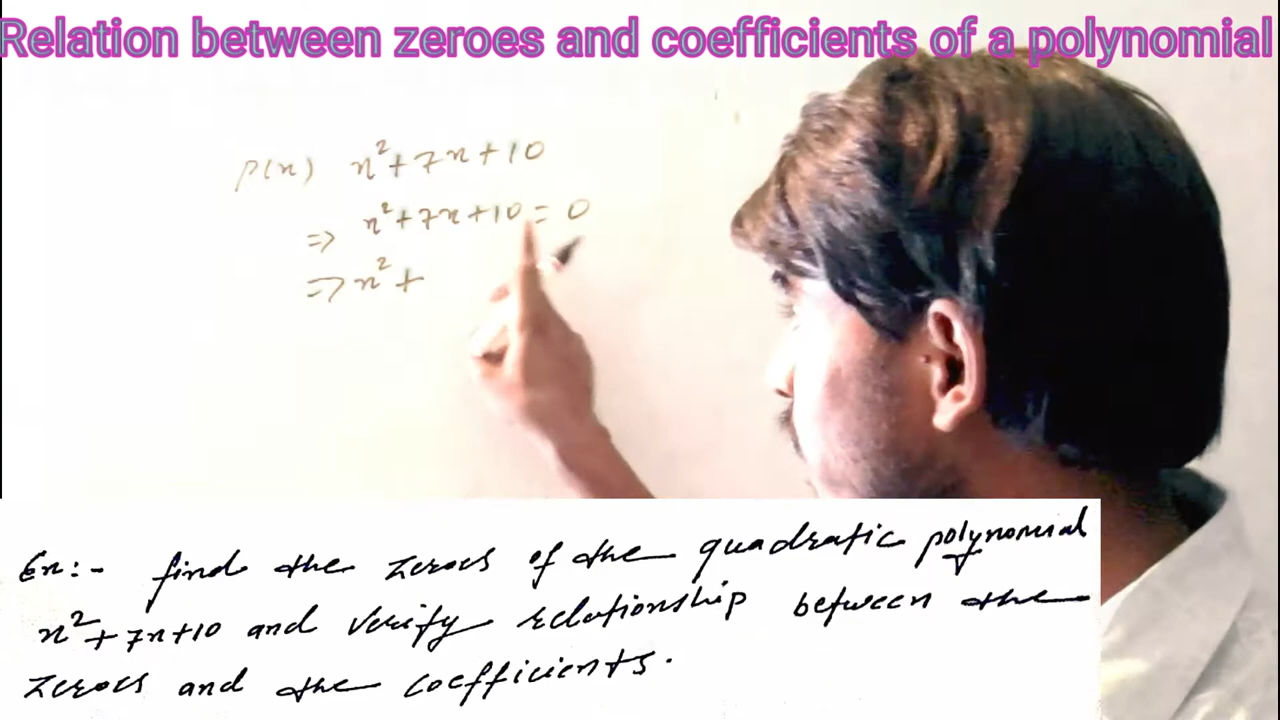 Relation between zeroes and coefficients of a polynomial
P(x) x²+7x+10
=> x²+7x+10=0
=> x²+
Ex:- find the zeroes of the quadratic polynomial
x²+7x+10 and verify relationship between the
zeroes and the coefficients.